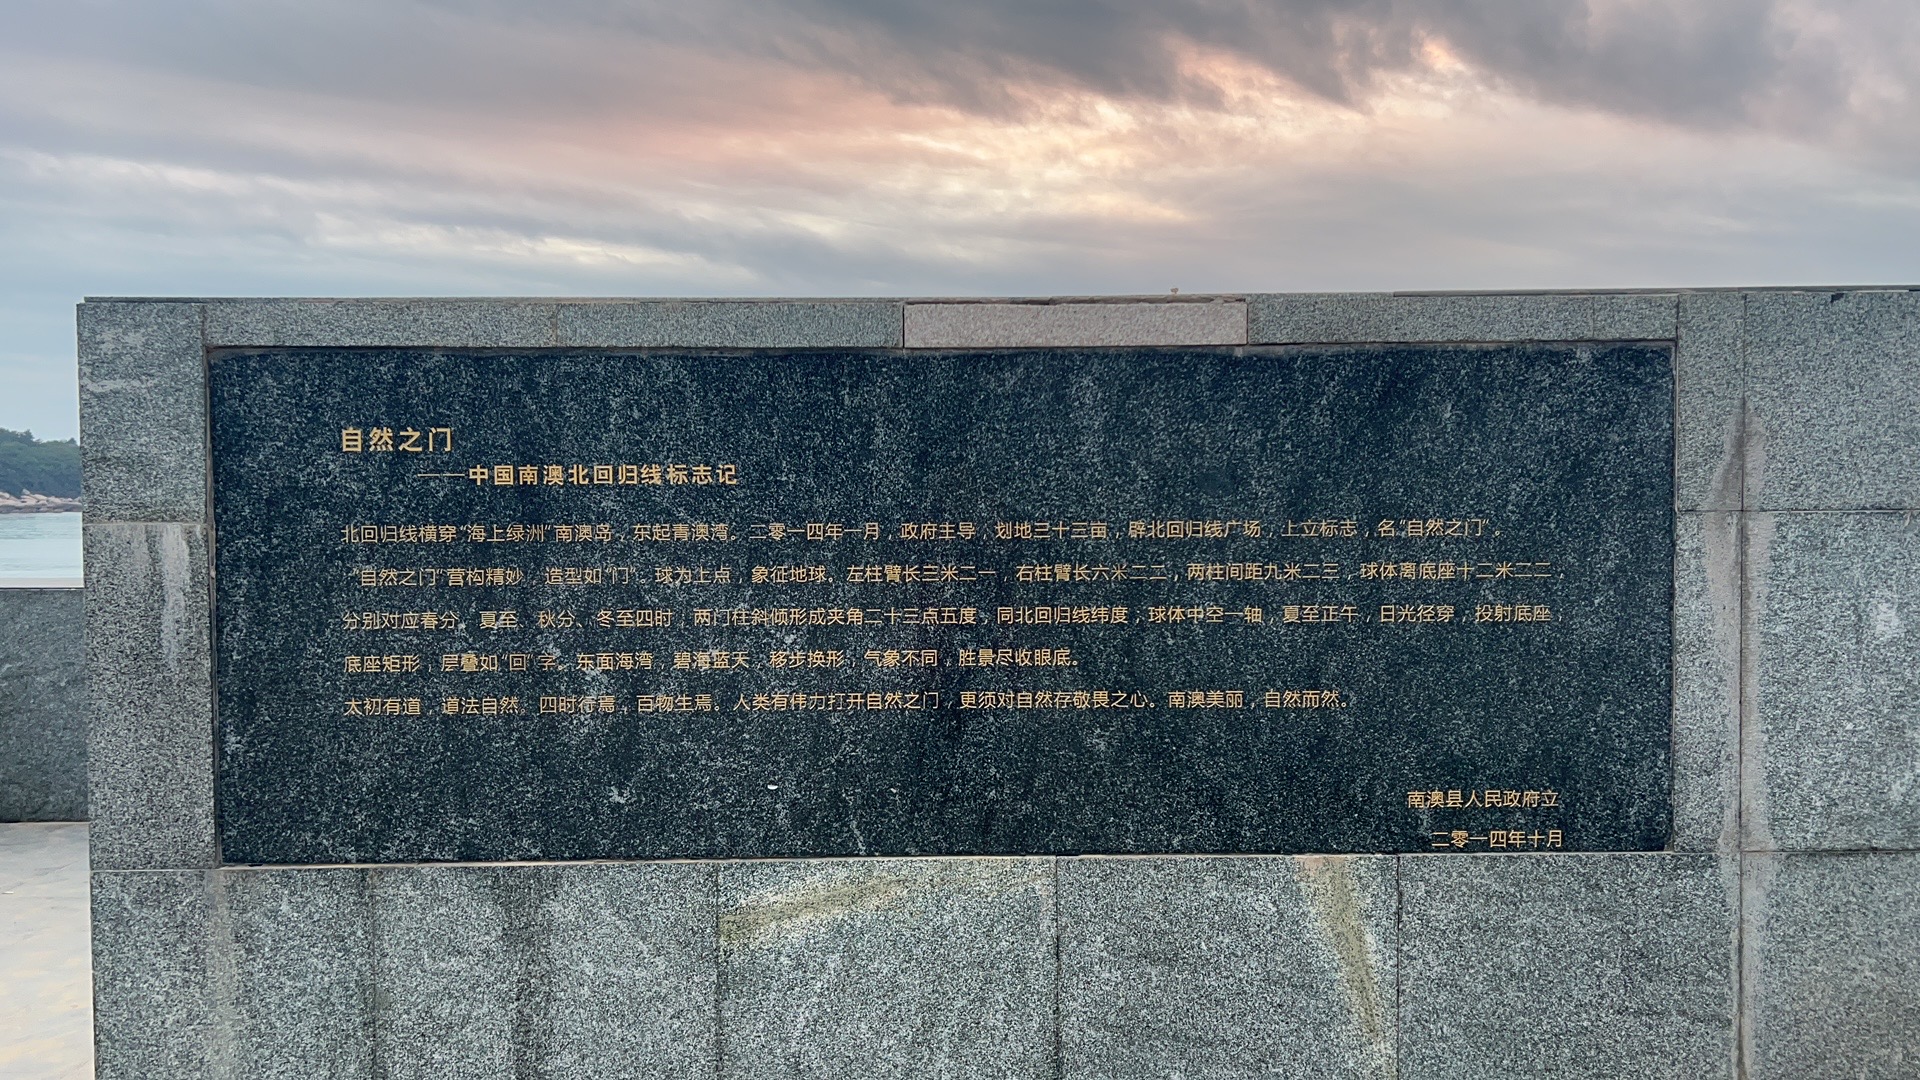 自然之门
——中国南澳北回归线标志记
北回归线横穿“海上绿洲”南澳岛，东起青澳湾。二零一四年一月，政府主导，划地三十三亩，辟北回归线广场，上立标志，名“自然之门”。
“自然之门”营构精妙，造型如“门”。球为上点，象征地球。左柱臂长三米二一，右柱臂长六米二二，两柱间距九米二三，球体离底座十二米二二，
分别对应春分、夏至、秋分、冬至四时；两门柱斜倾形成夹角二十三点五度，同北回归线纬度；球体中空一轴，夏至正午，日光径穿，投射底座；
底座矩形，层叠如“回”字。东面海湾，碧海蓝天，移步换形，气象不同，胜景尽收眼底。
太初有道，道法自然。四时行焉，百物生焉。人类有伟力打开自然之门，更须对自然存敬畏之心。南澳美丽，自然而然。
南澳县人民政府立
二零一四年十月